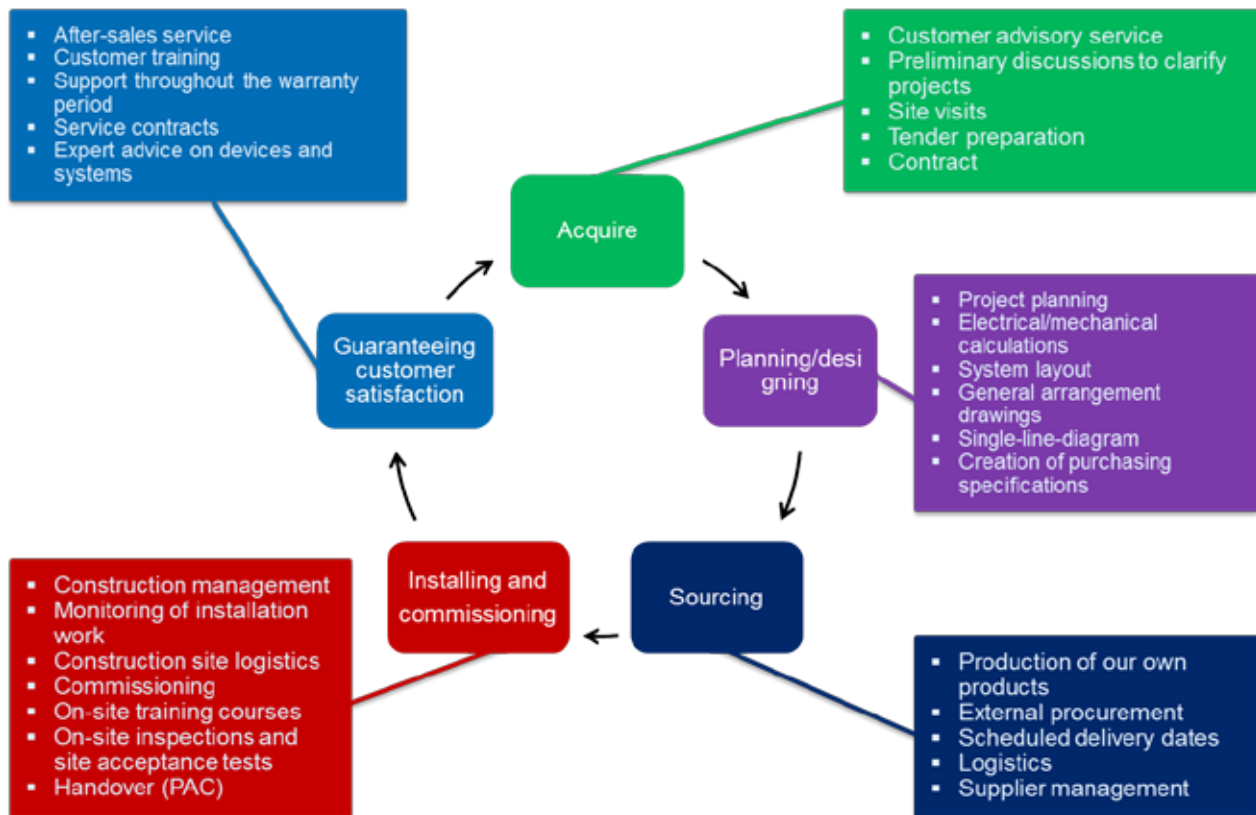 ▪ After-sales service
▪ Customer training
▪ Support throughout the warranty
period
▪ Service contracts
▪ Expert advice on devices and
systems
▪ Customer advisory service
▪ Preliminary discussions to clarify
projects
▪ Site visits
▪ Tender preparation
▪ Contract
Acquire
Guaranteeing
customer
satisfaction
Planning/desi
gning
▪ Project planning
▪ Electrical/mechanical
calculations
▪ System layout
▪ General arrangement
drawings
▪ Single-line-diagram
▪ Creation of purchasing
specifications
Installing and
commissioning
Sourcing
▪ Construction management
▪ Monitoring of installation
work
▪ Construction site logistics
▪ Commissioning
▪ On-site training courses
▪ On-site inspections and
site acceptance tests
▪ Handover (PAC)
▪ Production of our own
products
▪ External procurement
▪ Scheduled delivery dates
▪ Logistics
▪ Supplier management